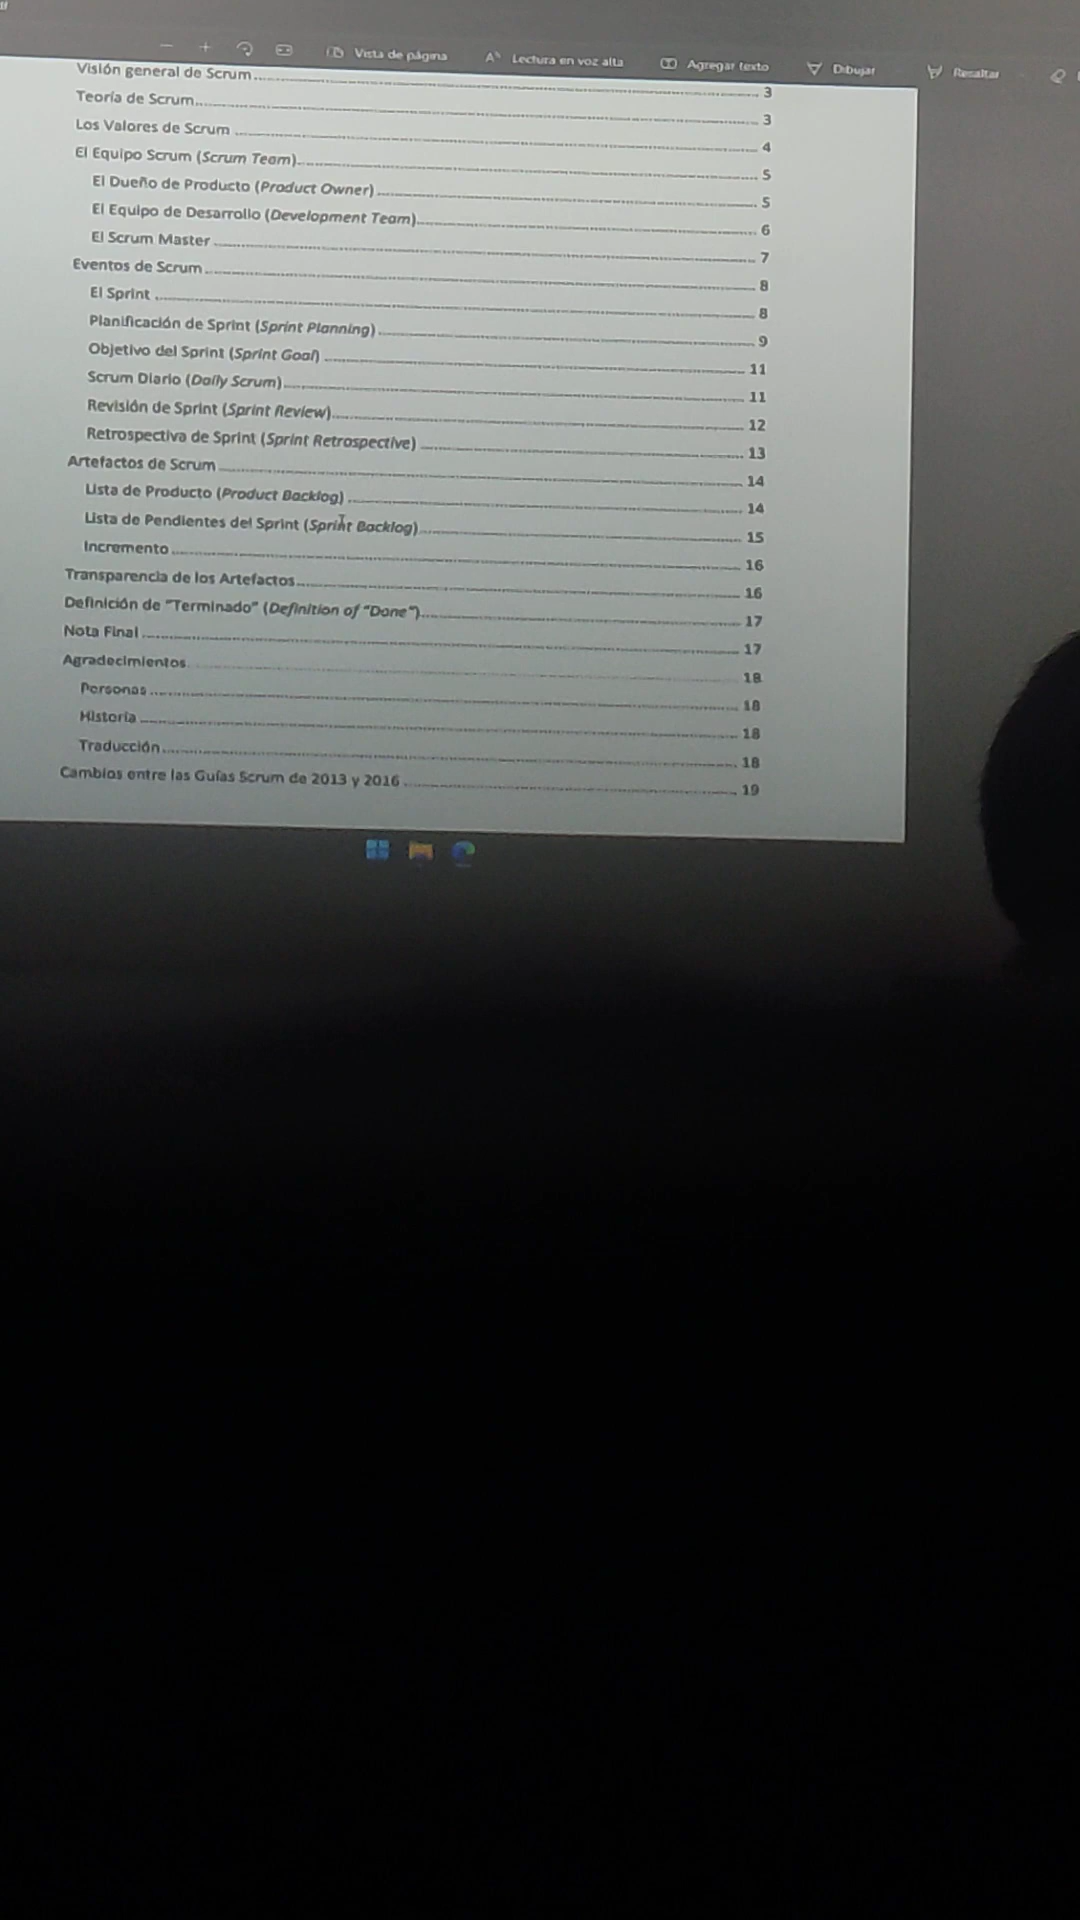 Vista de página
Lectura en voz alta
Agregar texto
Dibujar
Resaltar
Visión general de Scrum 3
Teoría de Scrum 3
Los Valores de Scrum 4
El Equipo Scrum (Scrum Team) 5
El Dueño de Producto (Product Owner) 5
El Equipo de Desarrollo (Development Team) 6
El Scrum Master 7
Eventos de Scrum 8
El Sprint 8
Planificación de Sprint (Sprint Planning) 9
Objetivo del Sprint (Sprint Goal) 11
Scrum Diario (Daily Scrum) 11
Revisión de Sprint (Sprint Review) 12
Retrospectiva de Sprint (Sprint Retrospective) 13
Artefactos de Scrum 14
Lista de Producto (Product Backlog) 14
Lista de Pendientes del Sprint (Sprint Backlog) 15
Incremento 16
Transparencia de los Artefactos 16
Definición de "Terminado" (Definition of "Done") 17
Nota Final 17
Agradecimientos 18
Personas 18
Historia 18
Traducción 18
Cambios entre las Guías Scrum de 2013 y 2016 19